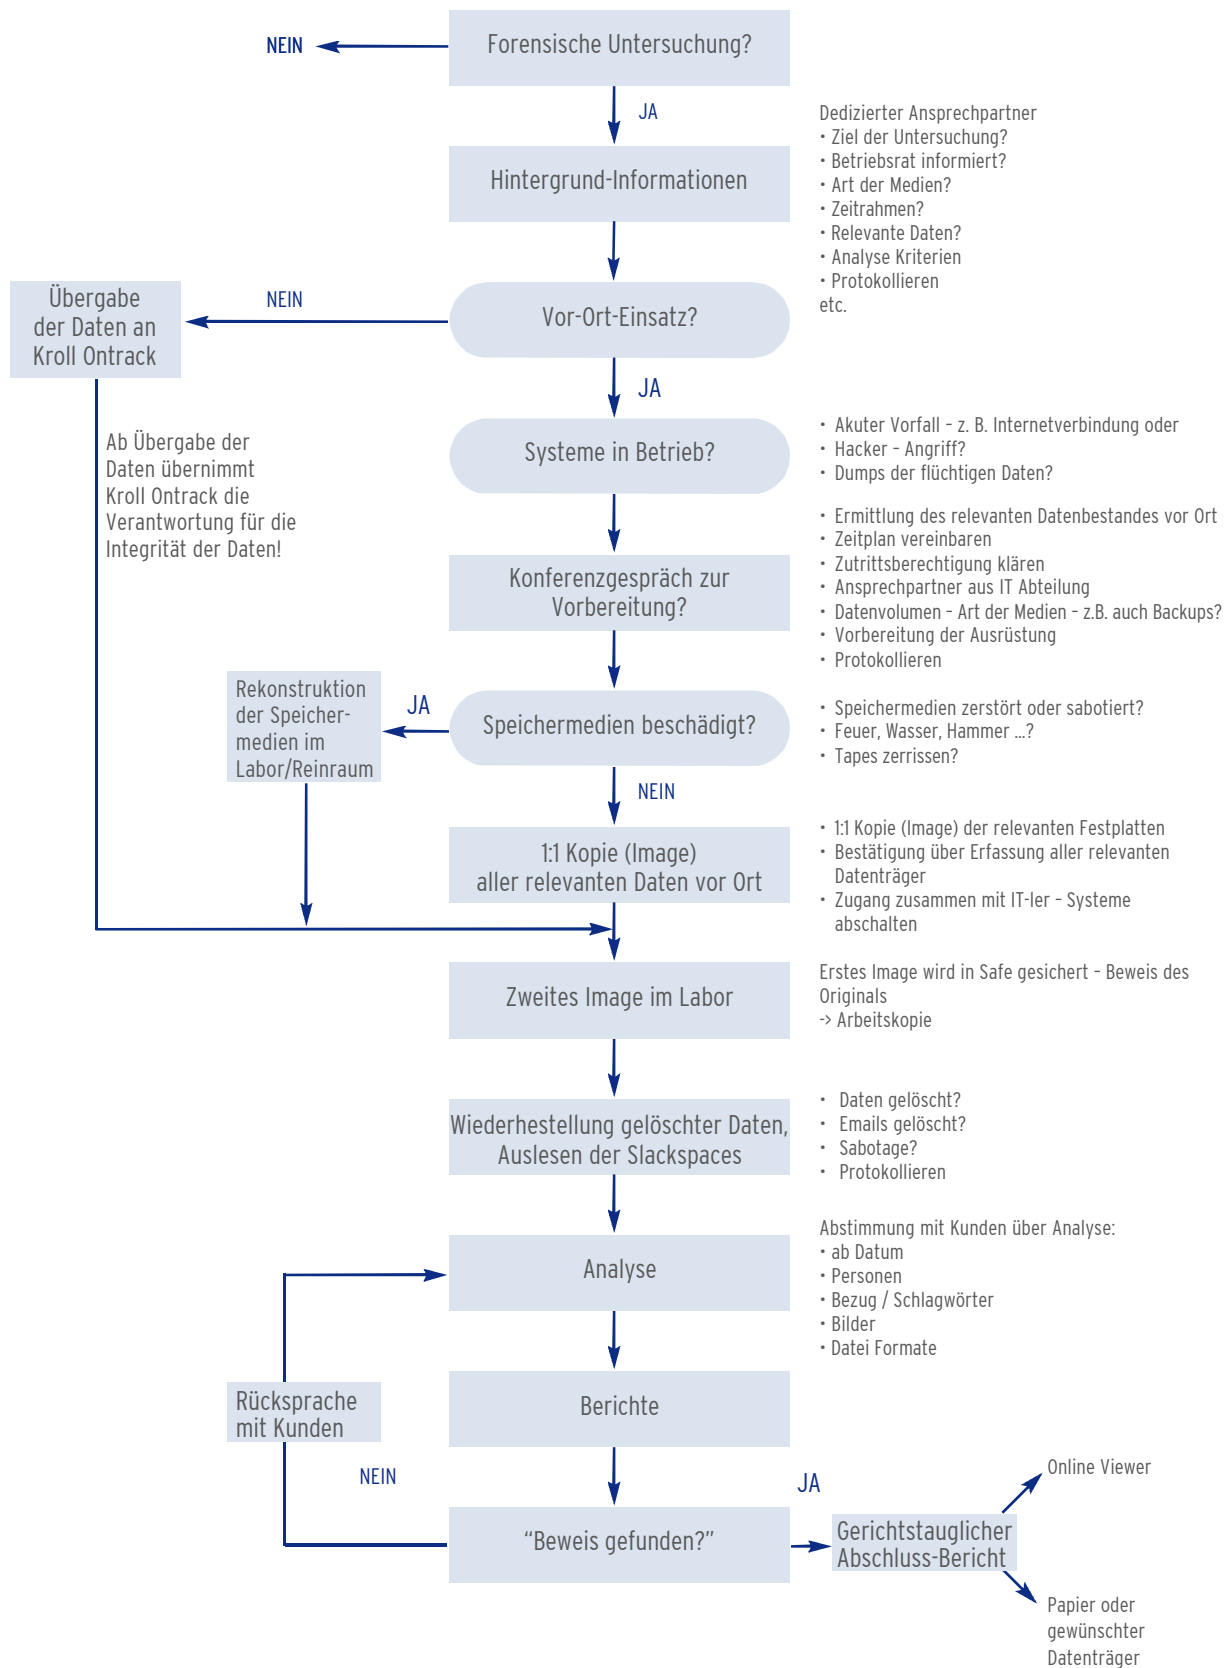 Forensische Untersuchung?
NEIN
JA
Dedizierter Ansprechpartner
• Ziel der Untersuchung?
• Betriebsrat informiert?
• Art der Medien?
• Zeitrahmen?
• Relevante Daten?
• Analyse Kriterien
• Protokollieren
etc.
Hintergrund-Informationen
Vor-Ort-Einsatz?
NEIN
Übergabe
der Daten an
Kroll Ontrack
Ab Übergabe der
Daten übernimmt
Kroll Ontrack die
Verantwortung für die
Integrität der Daten!
JA
Systeme in Betrieb?
• Akuter Vorfall – z. B. Internetverbindung oder
• Hacker – Angriff?
• Dumps der flüchtigen Daten?
Konferenzgespräch zur
Vorbereitung?
• Ermittlung des relevanten Datenbestandes vor Ort
• Zeitplan vereinbaren
• Zutrittsberechtigung klären
• Ansprechpartner aus IT Abteilung
• Datenvolumen – Art der Medien – z.B. auch Backups?
• Vorbereitung der Ausrüstung
• Protokollieren
Speichermedien beschädigt?
JA
Rekonstruktion
der Speicher-
medien im
Labor/Reinraum
• Speichermedien zerstört oder sabotiert?
• Feuer, Wasser, Hammer ...?
• Tapes zerrissen?
NEIN
1:1 Kopie (Image)
aller relevanten Daten vor Ort
• 1:1 Kopie (Image) der relevanten Festplatten
• Bestätigung über Erfassung aller relevanten
Datenträger
• Zugang zusammen mit IT-ler – Systeme
abschalten
Zweites Image im Labor
Erstes Image wird in Safe gesichert – Beweis des
Originals
-> Arbeitskopie
Wiederhestellung gelöschter Daten,
Auslesen der Slackspaces
• Daten gelöscht?
• Emails gelöscht?
• Sabotage?
• Protokollieren
Analyse
Abstimmung mit Kunden über Analyse:
• ab Datum
• Personen
• Bezug / Schlagwörter
• Bilder
• Datei Formate
Berichte
Rücksprache
mit Kunden
NEIN
“Beweis gefunden?”
JA
Gerichtstauglicher
Abschluss-Bericht
Online Viewer
Papier oder
gewünschter
Datenträger